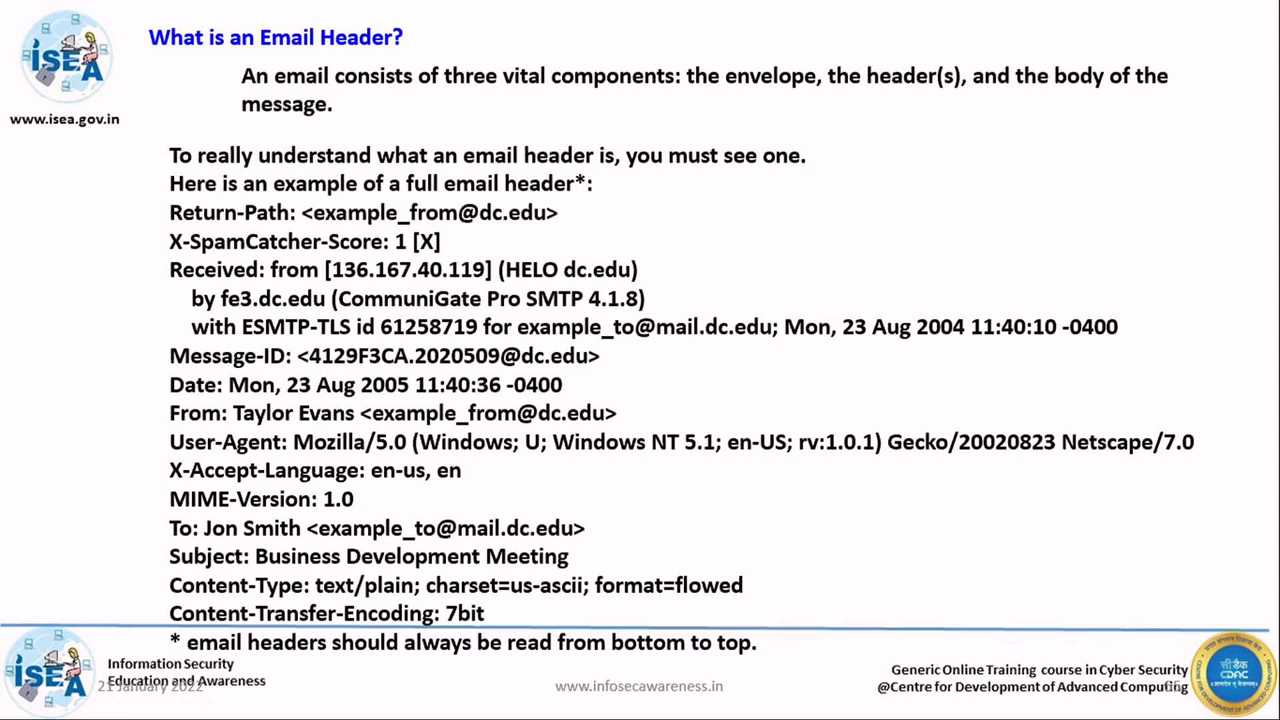 What is an Email Header?
iSEA
An email consists of three vital components: the envelope, the header(s), and the body of the
message.
www.isea.gov.in
To really understand what an email header is, you must see one.
Here is an example of a full email header*:
Return-Path: <example_from@dc.edu>
X-SpamCatcher-Score: 1 [X]
Received: from [136.167.40.119] (HELO dc.edu)
by fe3.dc.edu (CommuniGate Pro SMTP 4.1.8)
with ESMTP-TLS id 61258719 for example_to@mail.dc.edu; Mon, 23 Aug 2004 11:40:10 -0400
Message-ID: <4129F3CA.2020509@dc.edu>
Date: Mon, 23 Aug 2005 11:40:36 -0400
From: Taylor Evans <example_from@dc.edu>
User-Agent: Mozilla/5.0 (Windows; U; Windows NT 5.1; en-US; rv:1.0.1) Gecko/20020823 Netscape/7.0
X-Accept-Language: en-us, en
MIME-Version: 1.0
To: Jon Smith <example_to@mail.dc.edu>
Subject: Business Development Meeting
Content-Type: text/plain; charset=us-ascii; format=flowed
Content-Transfer-Encoding: 7bit
* email headers should always be read from bottom to top.
iSEA
Information Security
Education and Awareness
21 January 2022
www.infosecawareness.in
Generic Online Training course in Cyber Security
@Centre for Development of Advanced Computing
सी डैक
CDAC